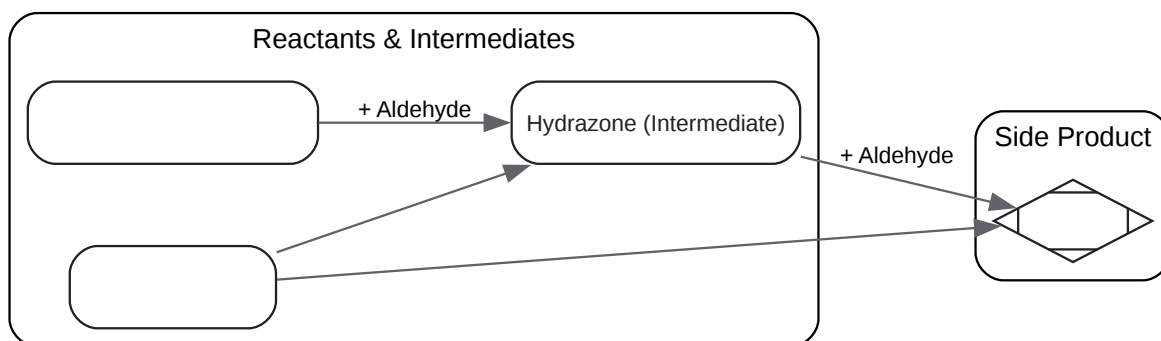 Reactants & Intermediates
+ Aldehyde
Hydrazone (Intermediate)
+ Aldehyde
Side Product